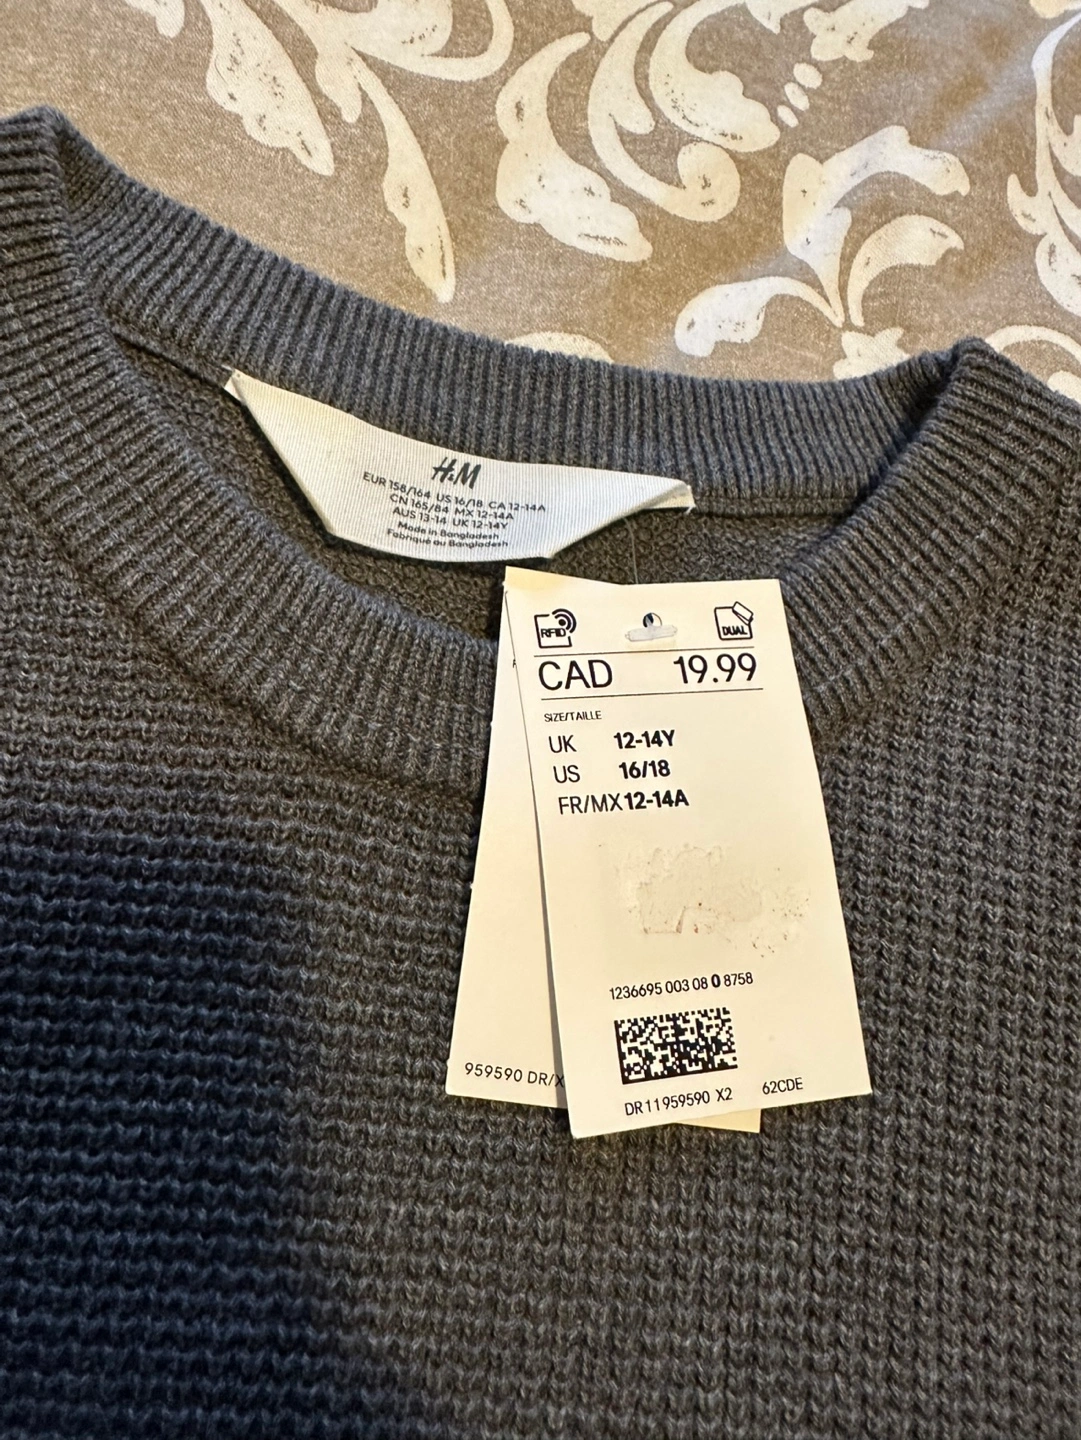 H&M
EUR 158/164 US 16/18 CA 12-14A
CN 165/84 MX 12-14A
AUS 13-14 UK 12-14Y
Made in Bangladesh
Fabriqué au Bangladesh
RFID
DUAL
CAD 19.99
SIZE/TAILLE
UK 12-14Y
US 16/18
FR/MX 12-14A
1236695 003 08 0 8758
DR11959590 X2 62CDE
959590 DR/X